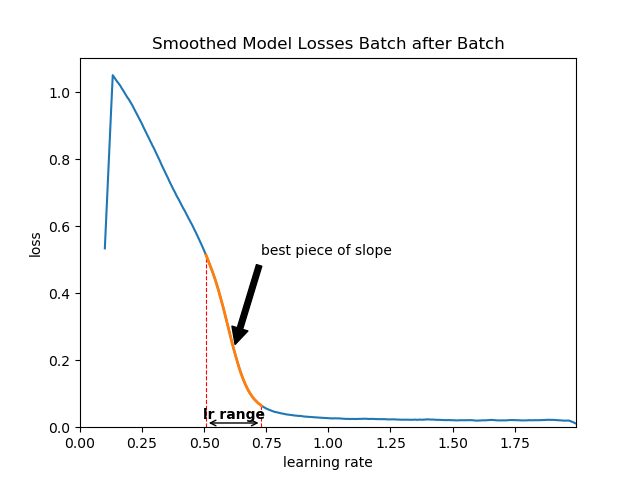 Smoothed Model Losses Batch after Batch
1.0
0.8
0.6
0.4
0.2
0.0
loss
best piece of slope
lr range
0.00 0.25 0.50 0.75 1.00 1.25 1.50 1.75
learning rate